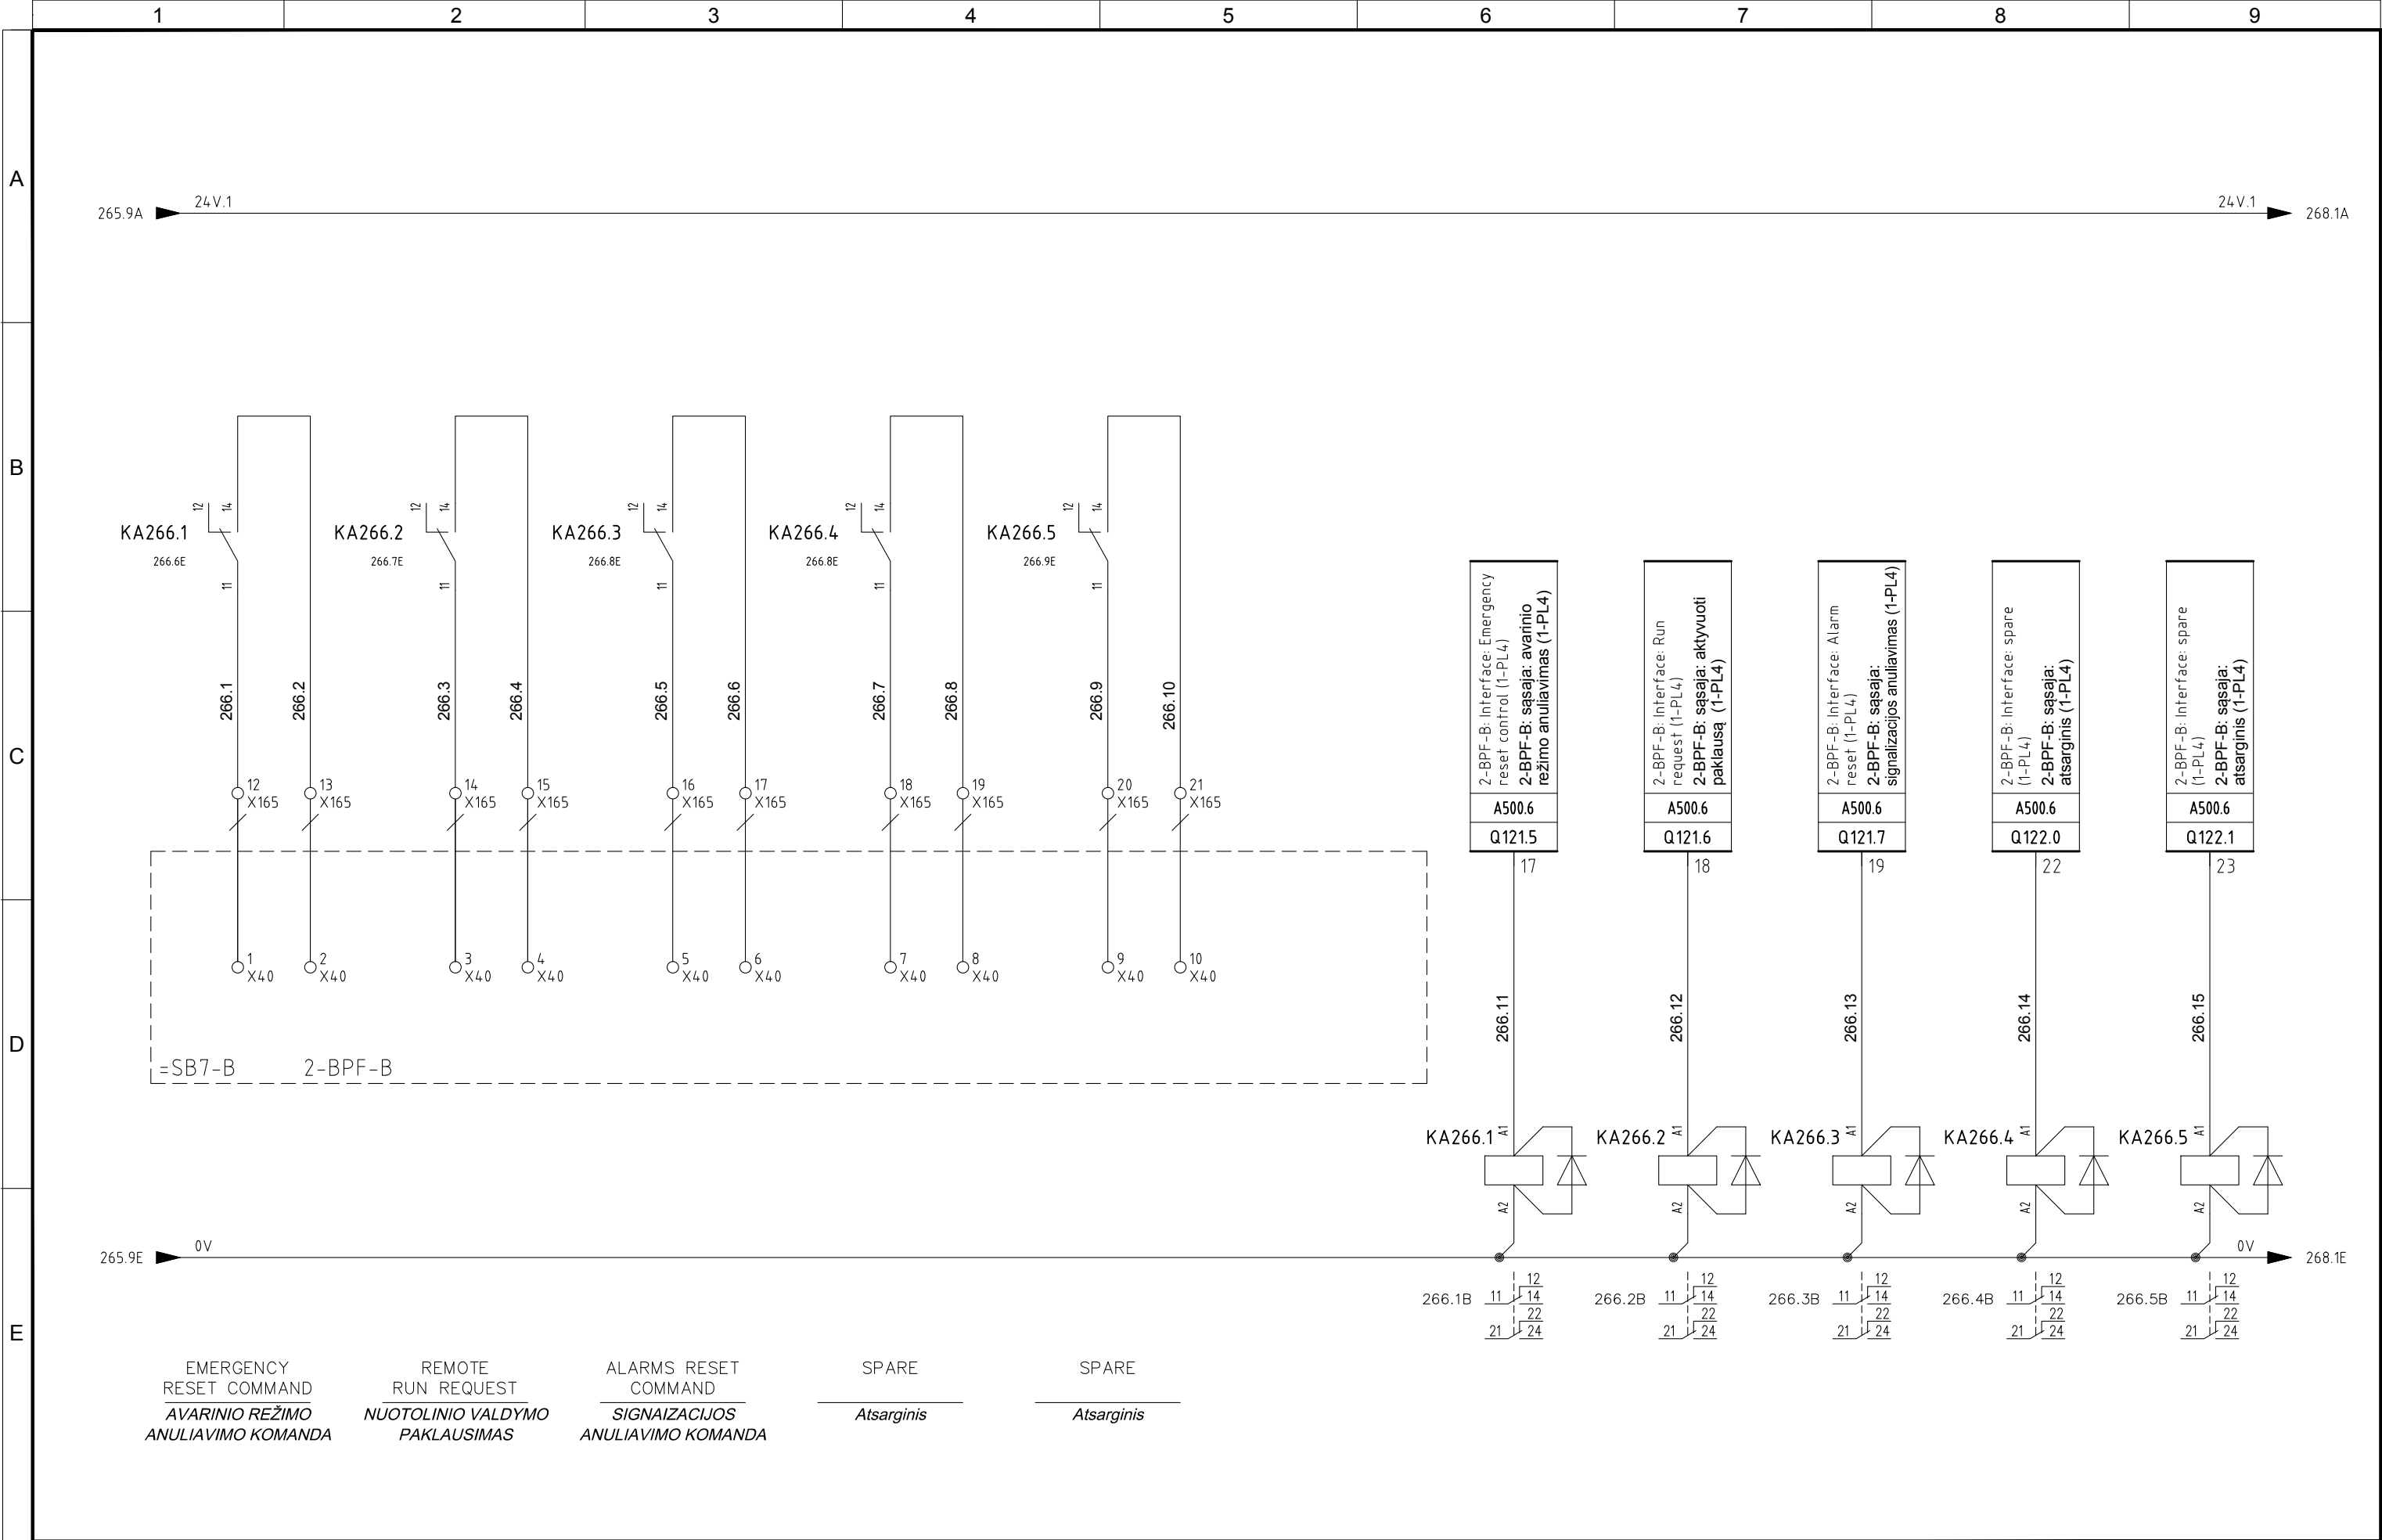 1 2 3 4 5 6 7 8 9
A
265.9A 24V.1 24V.1 268.1A
B
12 14 12 14 12 14 12 14 12 14
KA266.1 KA266.2 KA266.3 KA266.4 KA266.5
266.6E 266.7E 266.8E 266.8E 266.9E
11 11 11 11 11
C
266.1 266.2 266.3 266.4 266.5 266.6 266.7 266.8 266.9 266.10
12 13 14 15 16 17 18 19 20 21
X165 X165 X165 X165 X165 X165 X165 X165 X165 X165
2-BPF-B: Interface: Emergency
reset control (1-PL4)
2-BPF-B: sąsaja: avarinio
režimo anuliavimas (1-PL4)
2-BPF-B: Interface: Run
request (1-PL4)
2-BPF-B: sąsaja: aktyvuoti
paklausą (1-PL4)
2-BPF-B: Interface: Alarm
reset (1-PL4)
2-BPF-B: sąsaja:
signalizacijos anuliavimas (1-PL4)
2-BPF-B: Interface: spare
(1-PL4)
2-BPF-B: sąsaja:
atsarginis (1-PL4)
2-BPF-B: Interface: spare
(1-PL4)
2-BPF-B: sąsaja:
atsarginis (1-PL4)
A500.6 A500.6 A500.6 A500.6 A500.6
Q121.5 Q121.6 Q121.7 Q122.0 Q122.1
17 18 19 22 23
D
1 2 3 4 5 6 7 8 9 10
X40 X40 X40 X40 X40 X40 X40 X40 X40 X40
266.11 266.12 266.13 266.14 266.15
=SB7-B 2-BPF-B
KA266.1 A1 KA266.2 A1 KA266.3 A1 KA266.4 A1 KA266.5 A1
A2 A2 A2 A2 A2
265.9E 0V 0V 268.1E
E
12 12 12 12 12
266.1B 11 14 266.2B 11 14 266.3B 11 14 266.4B 11 14 266.5B 11 14
22 22 22 22 22
21 24 21 24 21 24 21 24 21 24
EMERGENCY
RESET COMMAND
AVARINIO REŽIMO
ANULIAVIMO KOMANDA
REMOTE
RUN REQUEST
NUOTOLINIO VALDYMO
PAKLAUSIMAS
ALARMS RESET
COMMAND
SIGNAIZACIJOS
ANULIAVIMO KOMANDA
SPARE
Atsarginis
SPARE
Atsarginis